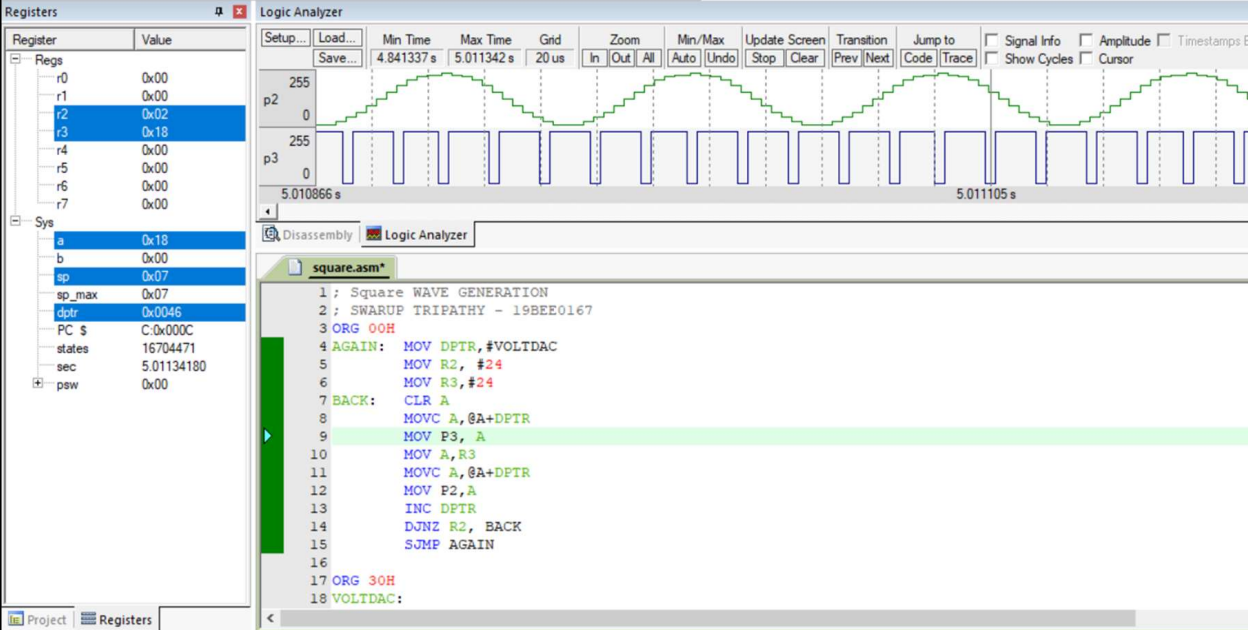 Registers
Register Value
Regs
r0 0x00
r1 0x00
r2 0x02
r3 0x18
r4 0x00
r5 0x00
r6 0x00
r7 0x00
Sys
a 0x18
b 0x00
sp 0x07
sp_max 0x07
dptr 0x0046
PC $ C:0x000C
states 16704471
sec 5.01134180
psw 0x00
Project Registers
Logic Analyzer
Setup... Load... Min Time Max Time Grid Zoom Min/Max Update Screen Transition Jump to Signal Info Amplitude Timestamps E
Save... 4.841337 s 5.011342 s 20 us In Out All Auto Undo Stop Clear Prev Next Code Trace Show Cycles Cursor
255
p2
0
255
p3
0
5.010866 s 5.011105 s
Disassembly Logic Analyzer
square.asm*
1 ; Square WAVE GENERATION
2 ; SWARUP TRIPATHY - 19BEE0167
3 ORG 00H
4 AGAIN: MOV DPTR,#VOLTDAC
5 MOV R2, #24
6 MOV R3,#24
7 BACK: CLR A
8 MOVC A,@A+DPTR
9 MOV P3, A
10 MOV A,R3
11 MOVC A,@A+DPTR
12 MOV P2,A
13 INC DPTR
14 DJNZ R2, BACK
15 SJMP AGAIN
16
17 ORG 30H
18 VOLTDAC: